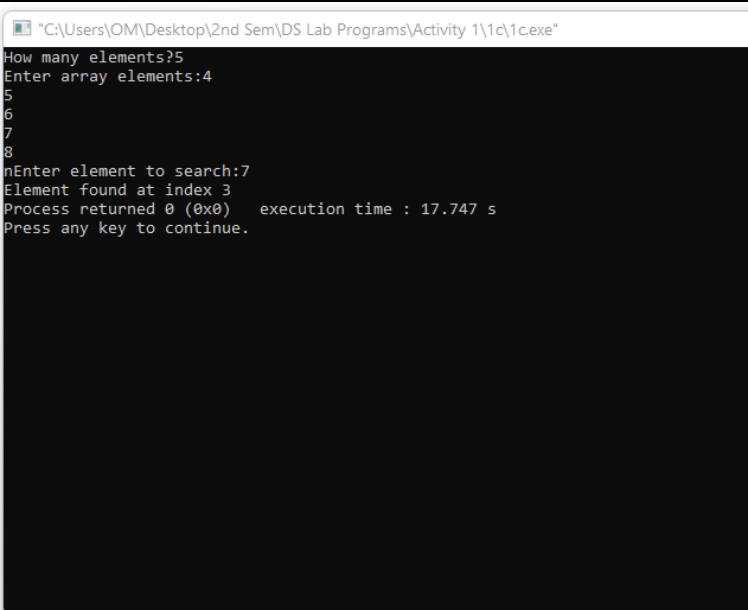 "C:\Users\OM\Desktop\2nd Sem\DS Lab Programs\Activity 1\1c\1c.exe"
How many elements?5
Enter array elements:4
5
6
7
8
nEnter element to search:7
Element found at index 3
Process returned 0 (0x0)   execution time : 17.747 s
Press any key to continue.